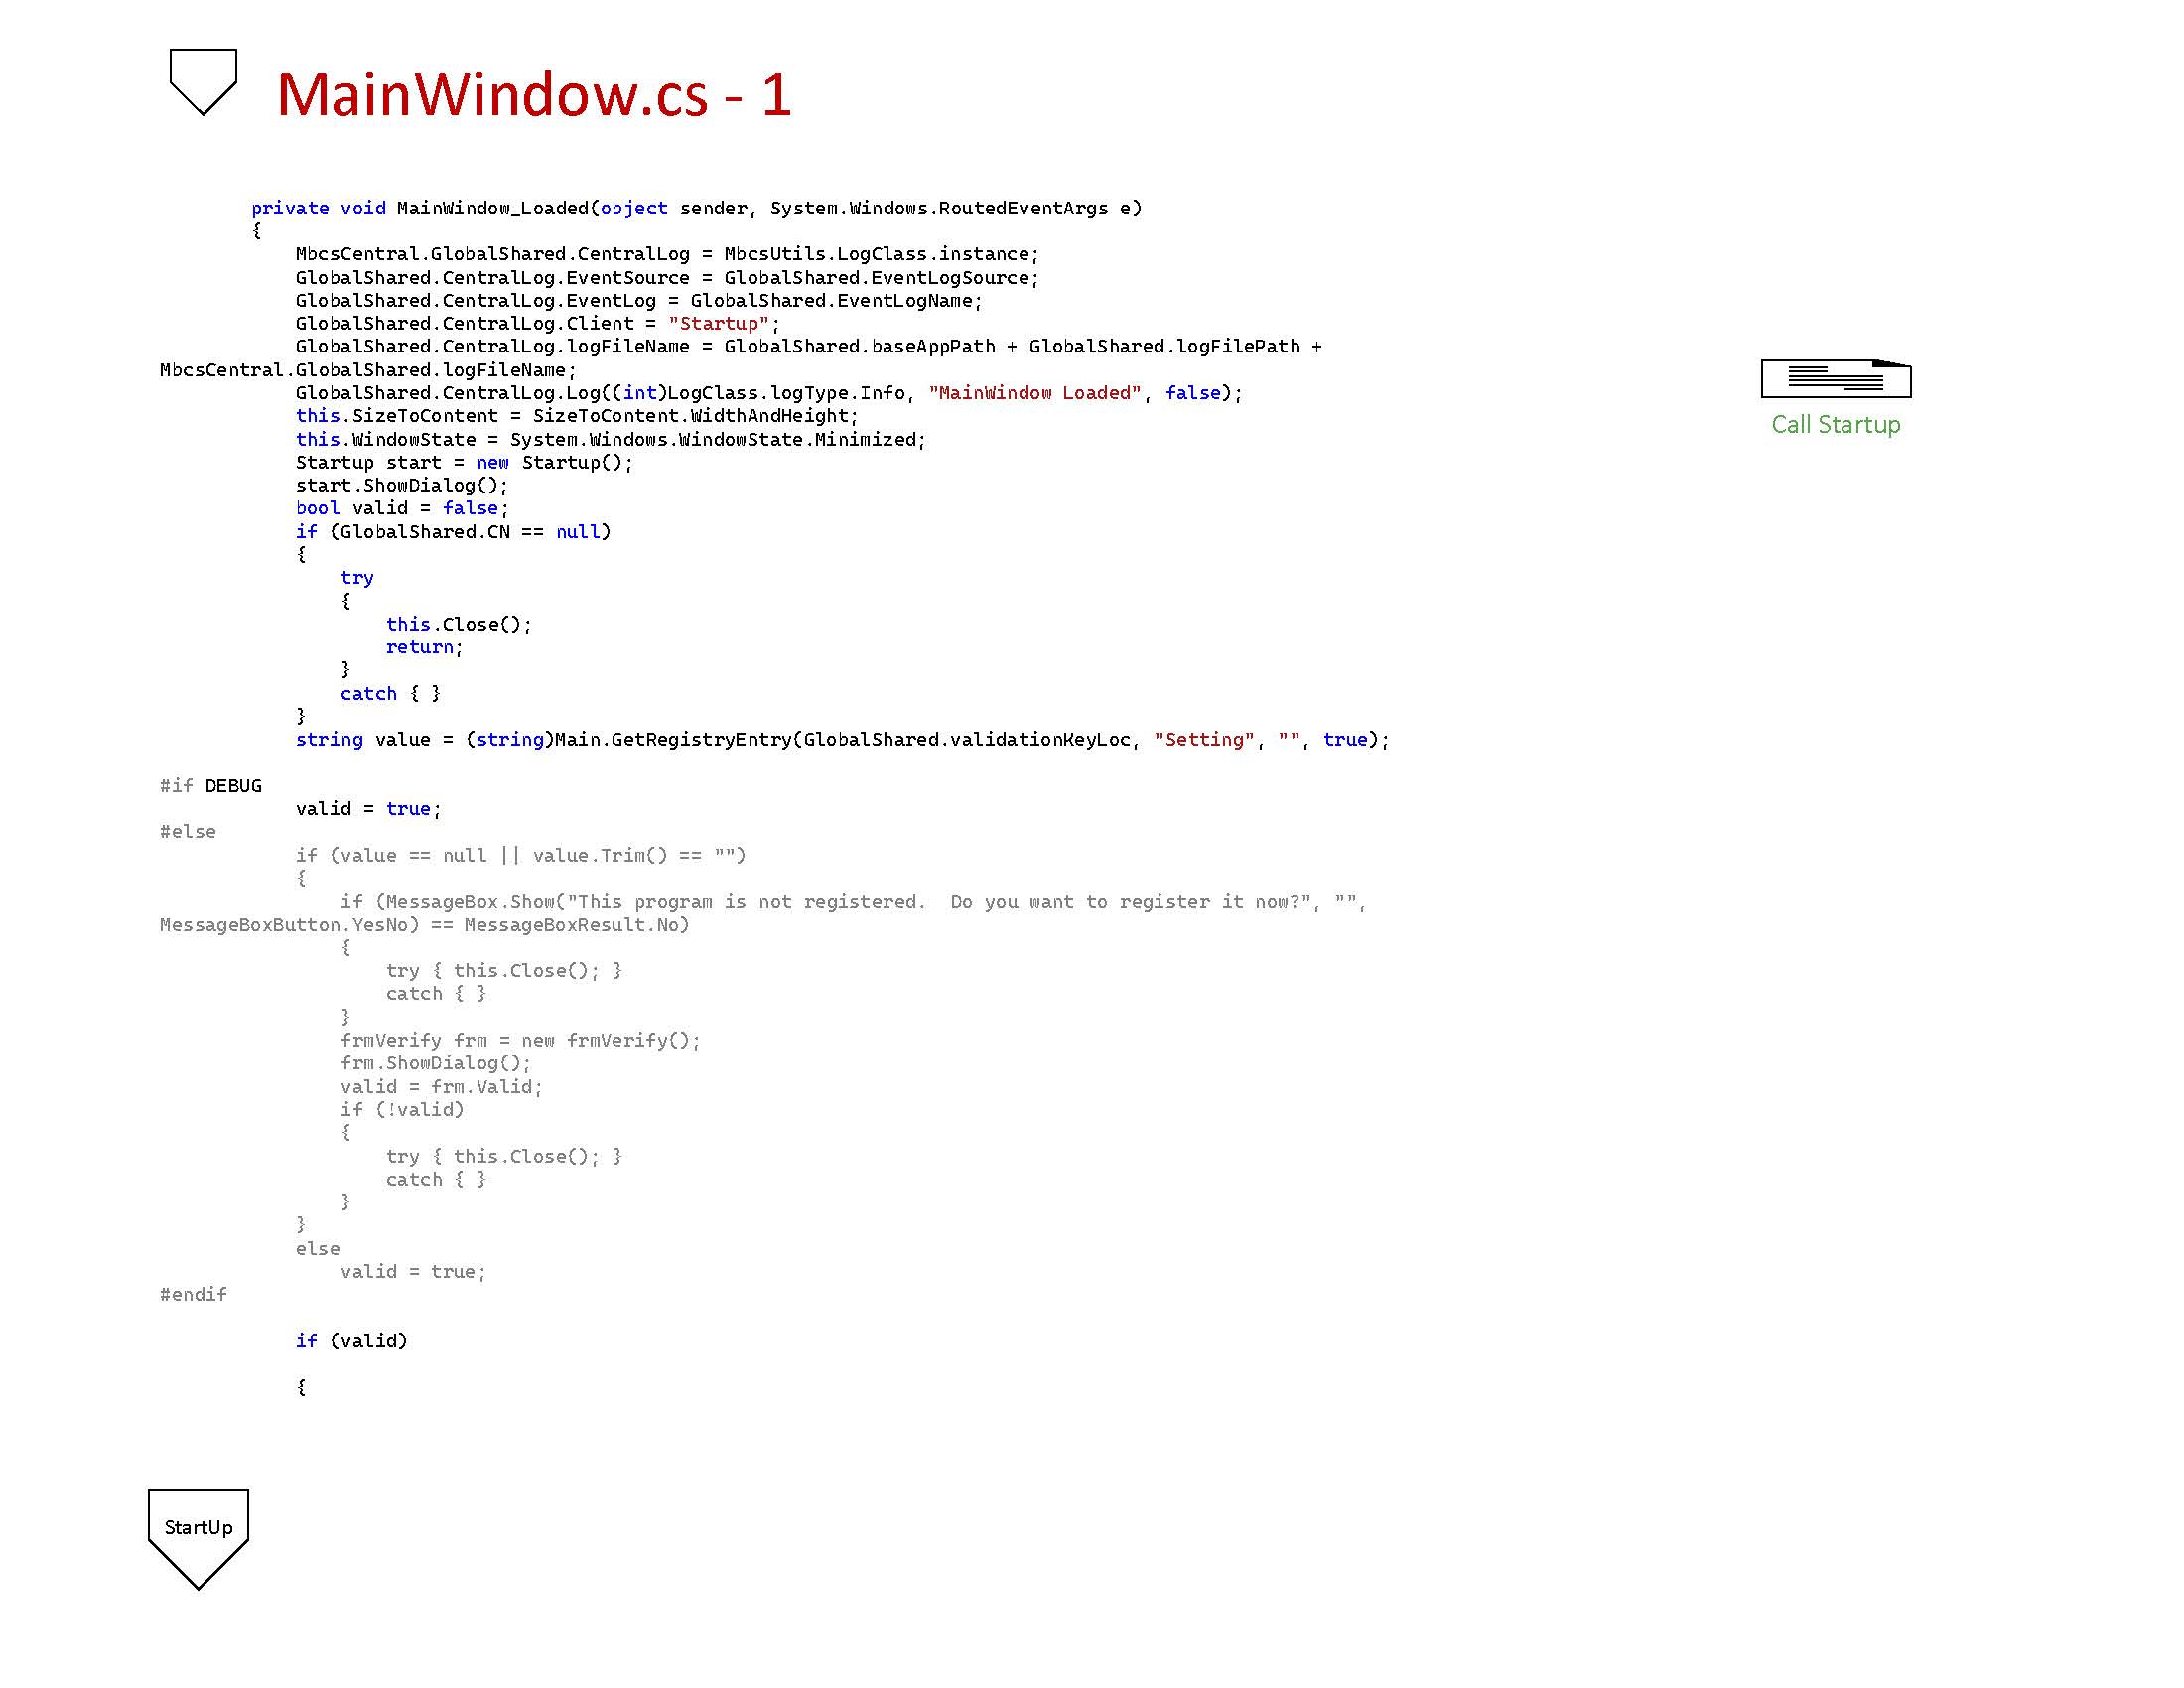 MainWindow.cs - 1
private void MainWindow_Loaded(object sender, System.Windows.RoutedEventArgs e)
{
MbcsCentral.GlobalShared.CentralLog = MbcsUtils.LogClass.instance;
GlobalShared.CentralLog.EventSource = GlobalShared.EventLogSource;
GlobalShared.CentralLog.EventLog = GlobalShared.EventLogName;
GlobalShared.CentralLog.Client = "Startup";
GlobalShared.CentralLog.logFileName = GlobalShared.baseAppPath + GlobalShared.logFilePath +
MbcsCentral.GlobalShared.logFileName;
GlobalShared.CentralLog.Log((int)LogClass.logType.Info, "MainWindow Loaded", false);
this.SizeToContent = SizeToContent.WidthAndHeight;
this.WindowState = System.Windows.WindowState.Minimized;
Startup start = new Startup();
start.ShowDialog();
bool valid = false;
if (GlobalShared.CN == null)
{
try
{
this.Close();
return;
}
catch { }
}
string value = (string)Main.GetRegistryEntry(GlobalShared.validationKeyLoc, "Setting", "", true);
#if DEBUG
valid = true;
#else
if (value == null || value.Trim() == "")
{
if (MessageBox.Show("This program is not registered.  Do you want to register it now?", "",
MessageBoxButton.YesNo) == MessageBoxResult.No)
{
try { this.Close(); }
catch { }
}
frmVerify frm = new frmVerify();
frm.ShowDialog();
valid = frm.Valid;
if (!valid)
{
try { this.Close(); }
catch { }
}
}
else
valid = true;
#endif
if (valid)
{
Call Startup
StartUp